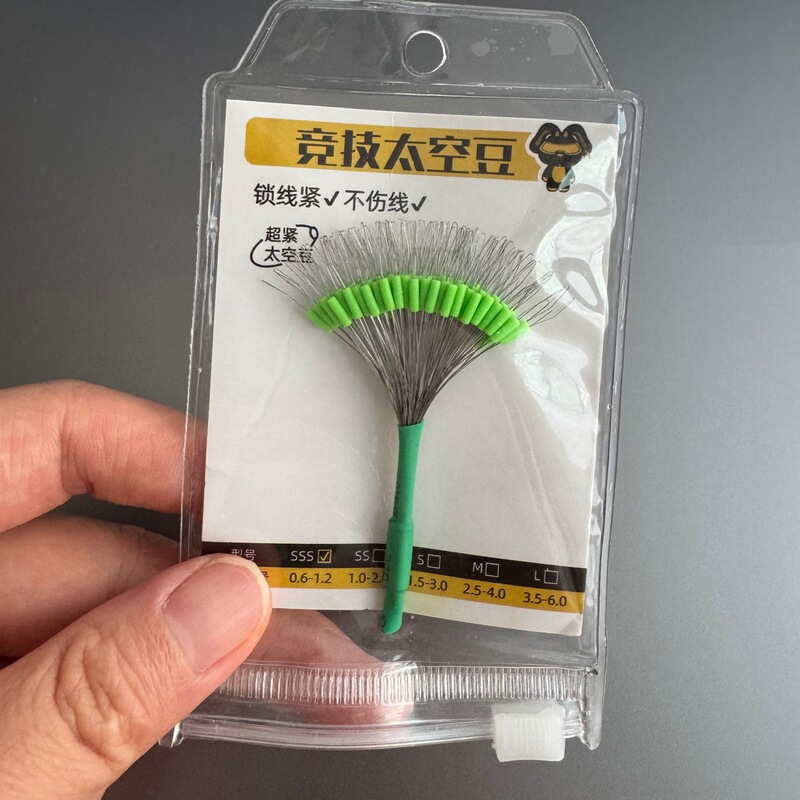 竞技太空豆
锁线紧✓ 不伤线✓
超紧
太空豆
型号 SSS☑ SS☐ S☐ M☐ L☐
号 0.6-1.2 1.5-3.0 2.5-4.0 3.5-6.0